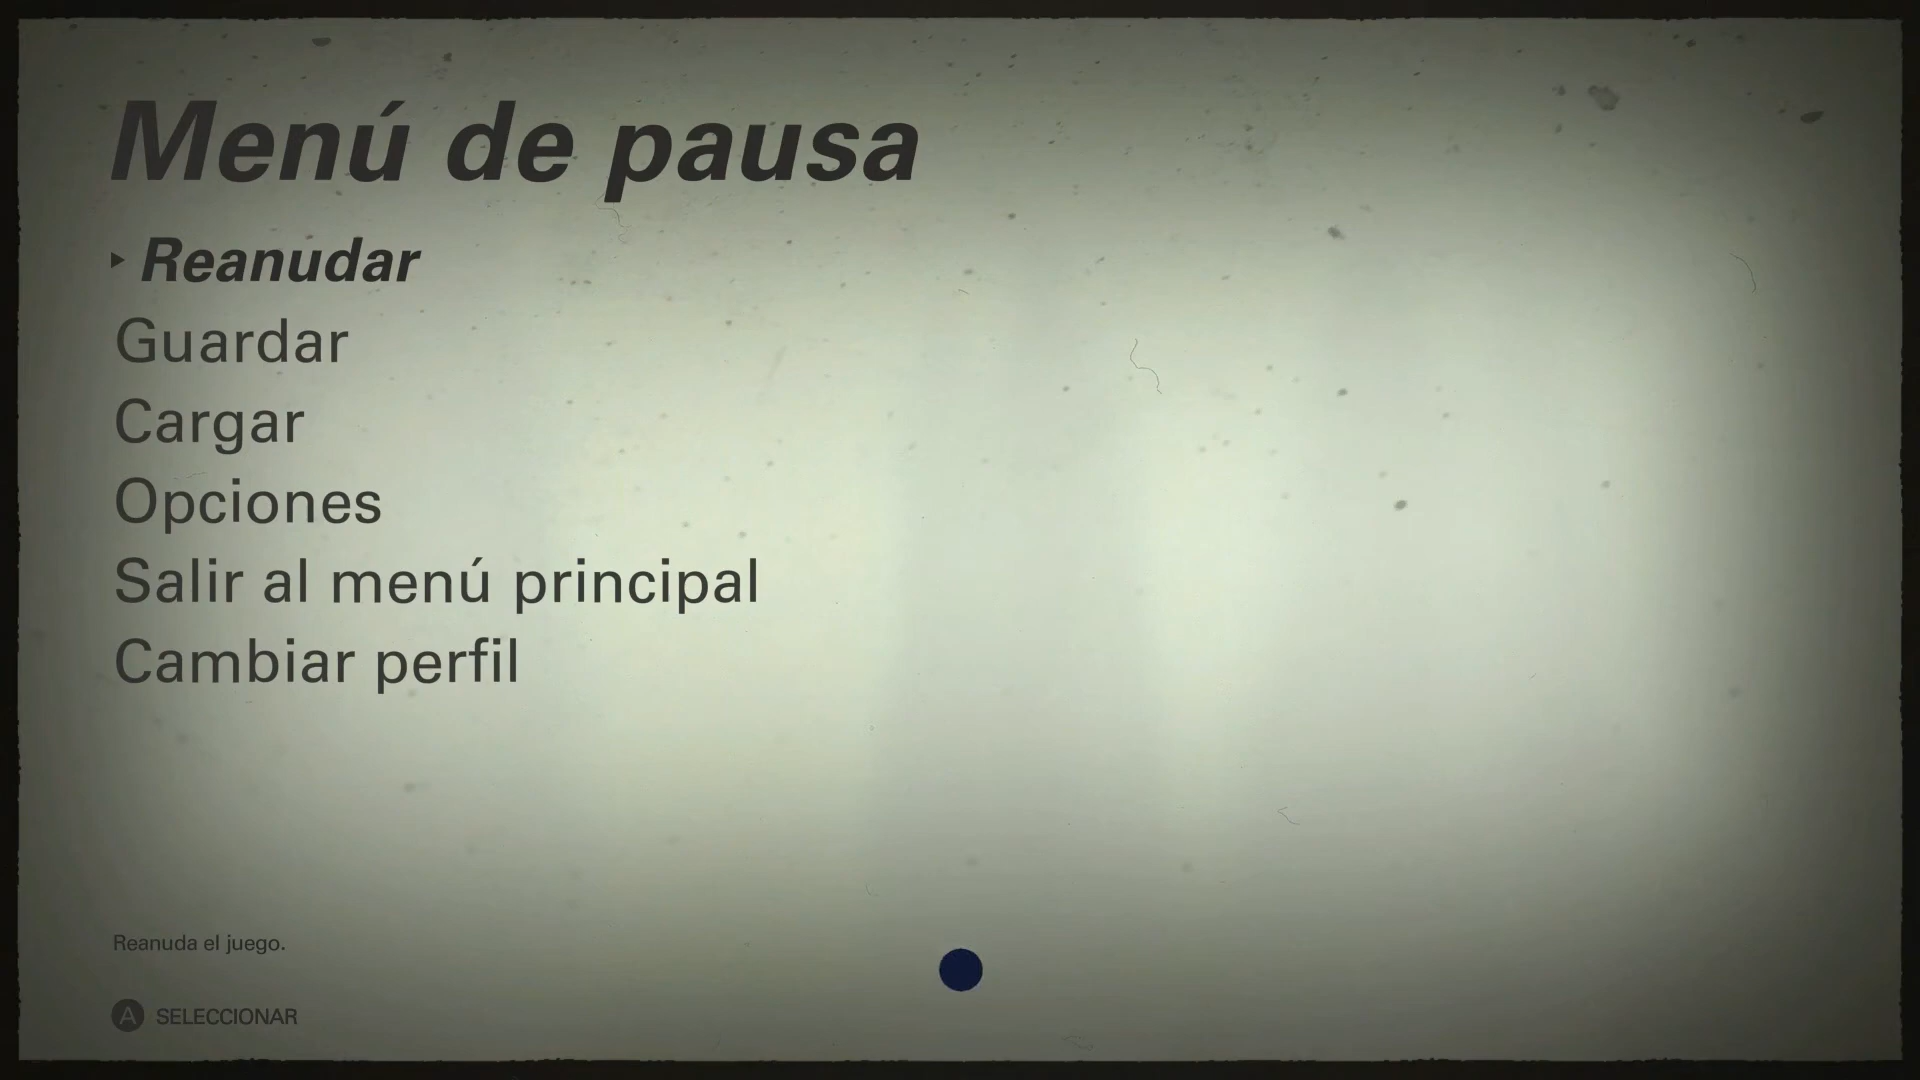 Menú de pausa
Reanudar
Guardar
Cargar
Opciones
Salir al menú principal
Cambiar perfil
Reanuda el juego.
A SELECCIONAR